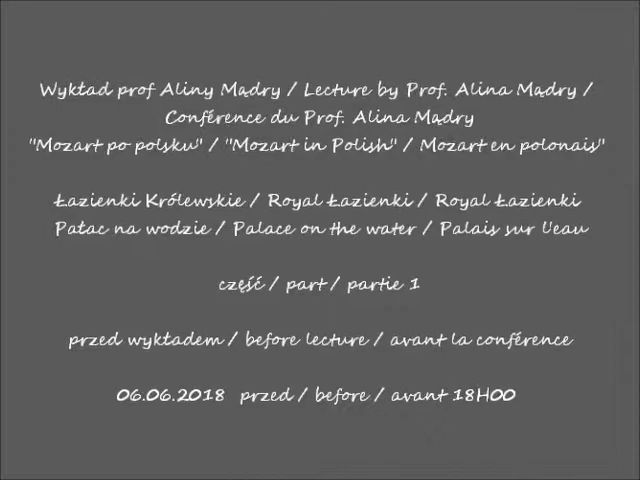 Wykład prof Aliny Mądry / Lecture by Prof. Alina Mądry /
Conférence du Prof. Alina Mądry
"Mozart po polsku" / "Mozart in Polish" / Mozart en polonais"
Łazienki Królewskie / Royal Łazienki / Royal Łazienki
Pałac na wodzie / Palace on the water / Palais sur l'eau
część / part / partie 1
przed wykładem / before lecture / avant la conférence
06.06.2018 przed / before / avant 18H00